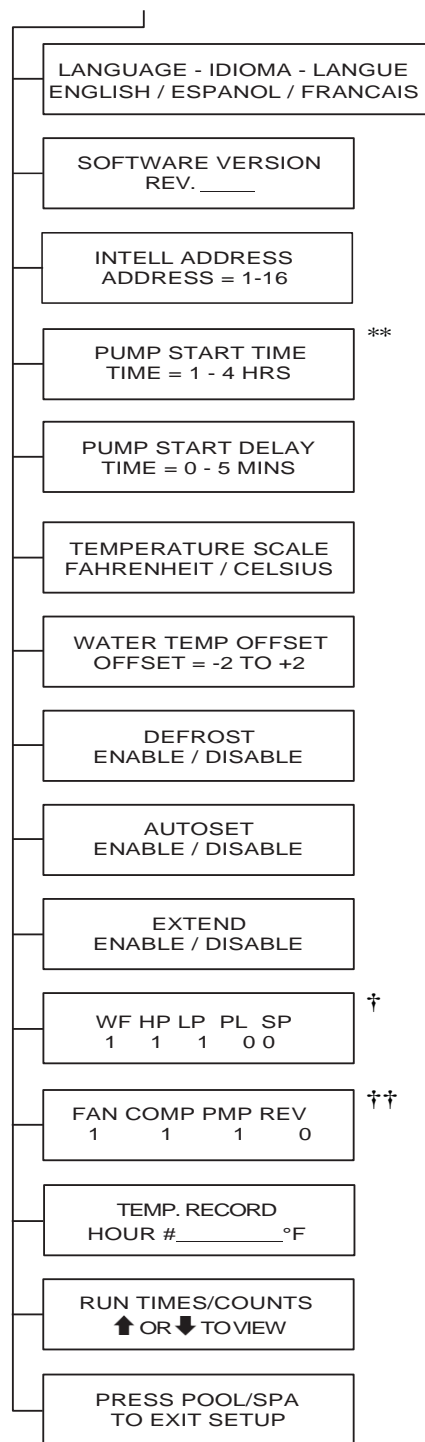 LANGUAGE - IDIOMA - LANGUE
ENGLISH / ESPANOL / FRANCAIS
SOFTWARE VERSION
REV. _____
INTELL ADDRESS
ADDRESS = 1-16
PUMP START TIME **
TIME = 1 - 4 HRS
PUMP START DELAY
TIME = 0 - 5 MINS
TEMPERATURE SCALE
FAHRENHEIT / CELSIUS
WATER TEMP OFFSET
OFFSET = -2 TO +2
DEFROST
ENABLE / DISABLE
AUTOSET
ENABLE / DISABLE
EXTEND
ENABLE / DISABLE
WF HP LP PL SP †
1 1 1 0 0
FAN COMP PMP REV ††
1 1 1 0
TEMP. RECORD
HOUR #__________°F
RUN TIMES/COUNTS
⬆ OR ⬇ TO VIEW
PRESS POOL/SPA
TO EXIT SETUP